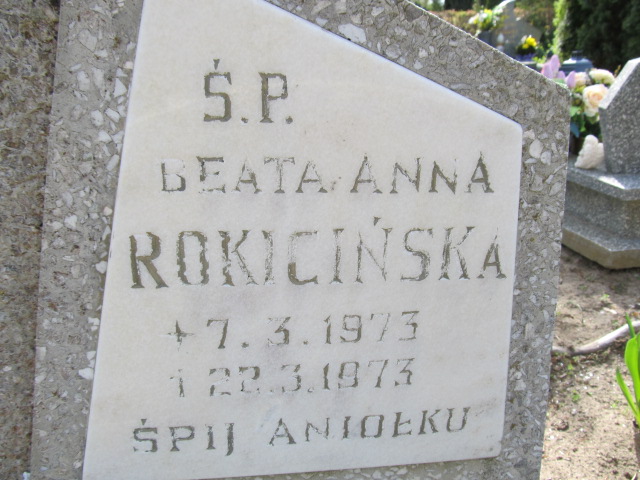 Ś.P.
BEATA ANNA
ROKICIŃSKA
+ 7.3.1973
† 22.3.1973
ŚPIJ ANIOŁKU